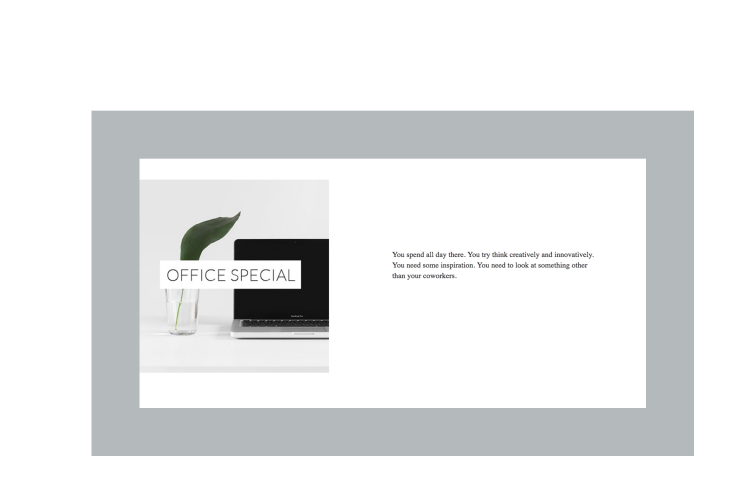 OFFICE SPECIAL
You spend all day there. You try think creatively and innovatively.
You need some inspiration. You need to look at something other
than your coworkers.